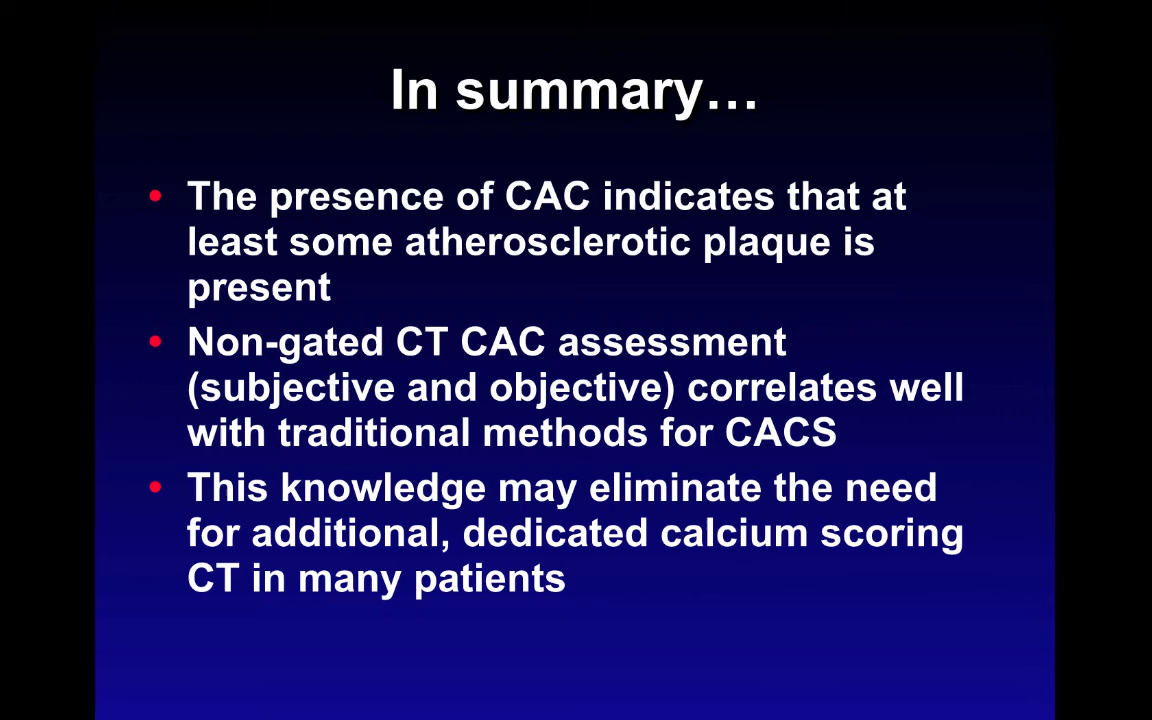 In summary…
• The presence of CAC indicates that at
least some atherosclerotic plaque is
present
• Non-gated CT CAC assessment
(subjective and objective) correlates well
with traditional methods for CACS
• This knowledge may eliminate the need
for additional, dedicated calcium scoring
CT in many patients